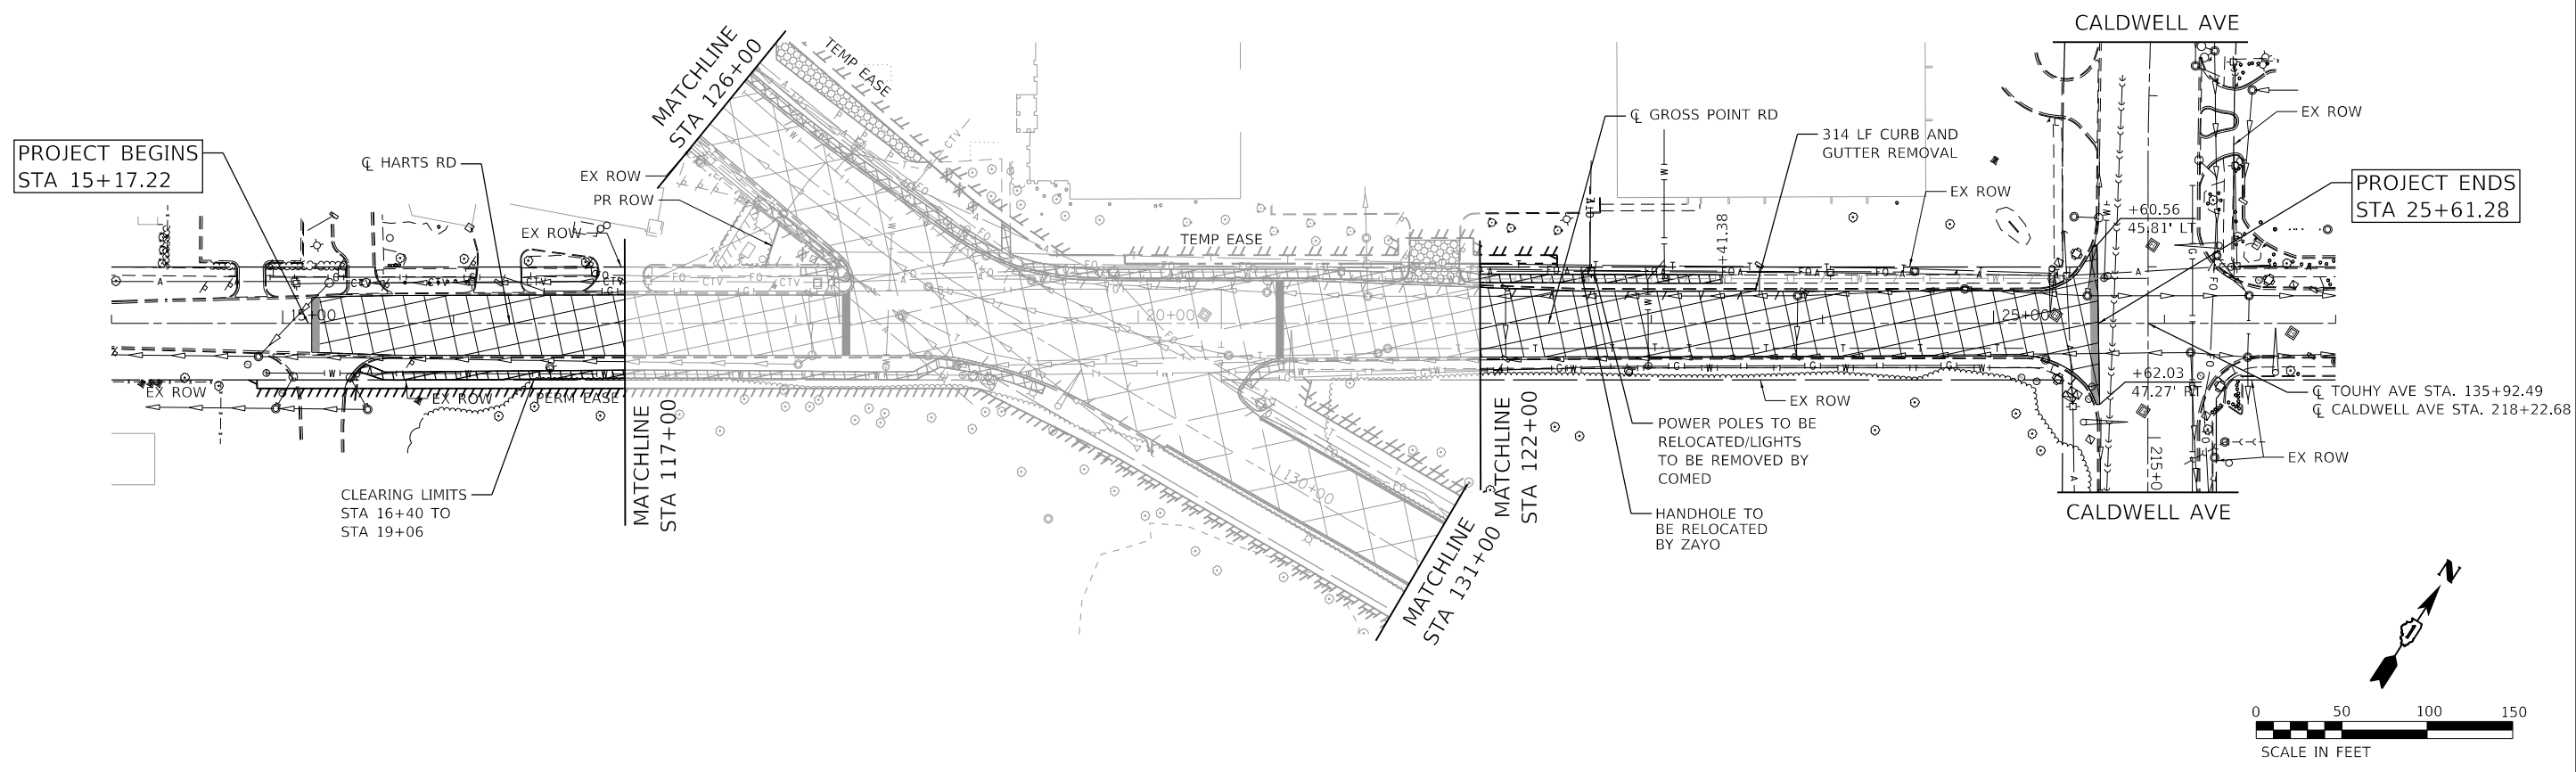 CALDWELL AVE
MATCHLINE
STA 126+00
TEMP EASE
CTV
PROJECT BEGINS
STA 15+17.22
℄ HARTS RD
EX ROW
PR ROW
EX ROW
℄ GROSS POINT RD
314 LF CURB AND
GUTTER REMOVAL
EX ROW
EX ROW
PROJECT ENDS
STA 25+61.28
+60.56
45.81' LT
+41.38
TEMP EASE
15+00
20+00
25+00
+62.03
47.27' RT
℄ TOUHY AVE STA. 135+92.49
℄ CALDWELL AVE STA. 218+22.68
EX ROW
EX ROW
PERM EASE
EX ROW
MATCHLINE
STA 117+00
MATCHLINE
STA 122+00
POWER POLES TO BE
RELOCATED/LIGHTS
TO BE REMOVED BY
COMED
EX ROW
215+0
CLEARING LIMITS
STA 16+40 TO
STA 19+06
130+00
HANDHOLE TO
BE RELOCATED
BY ZAYO
MATCHLINE
STA 131+00
CALDWELL AVE
N
0 50 100 150
SCALE IN FEET